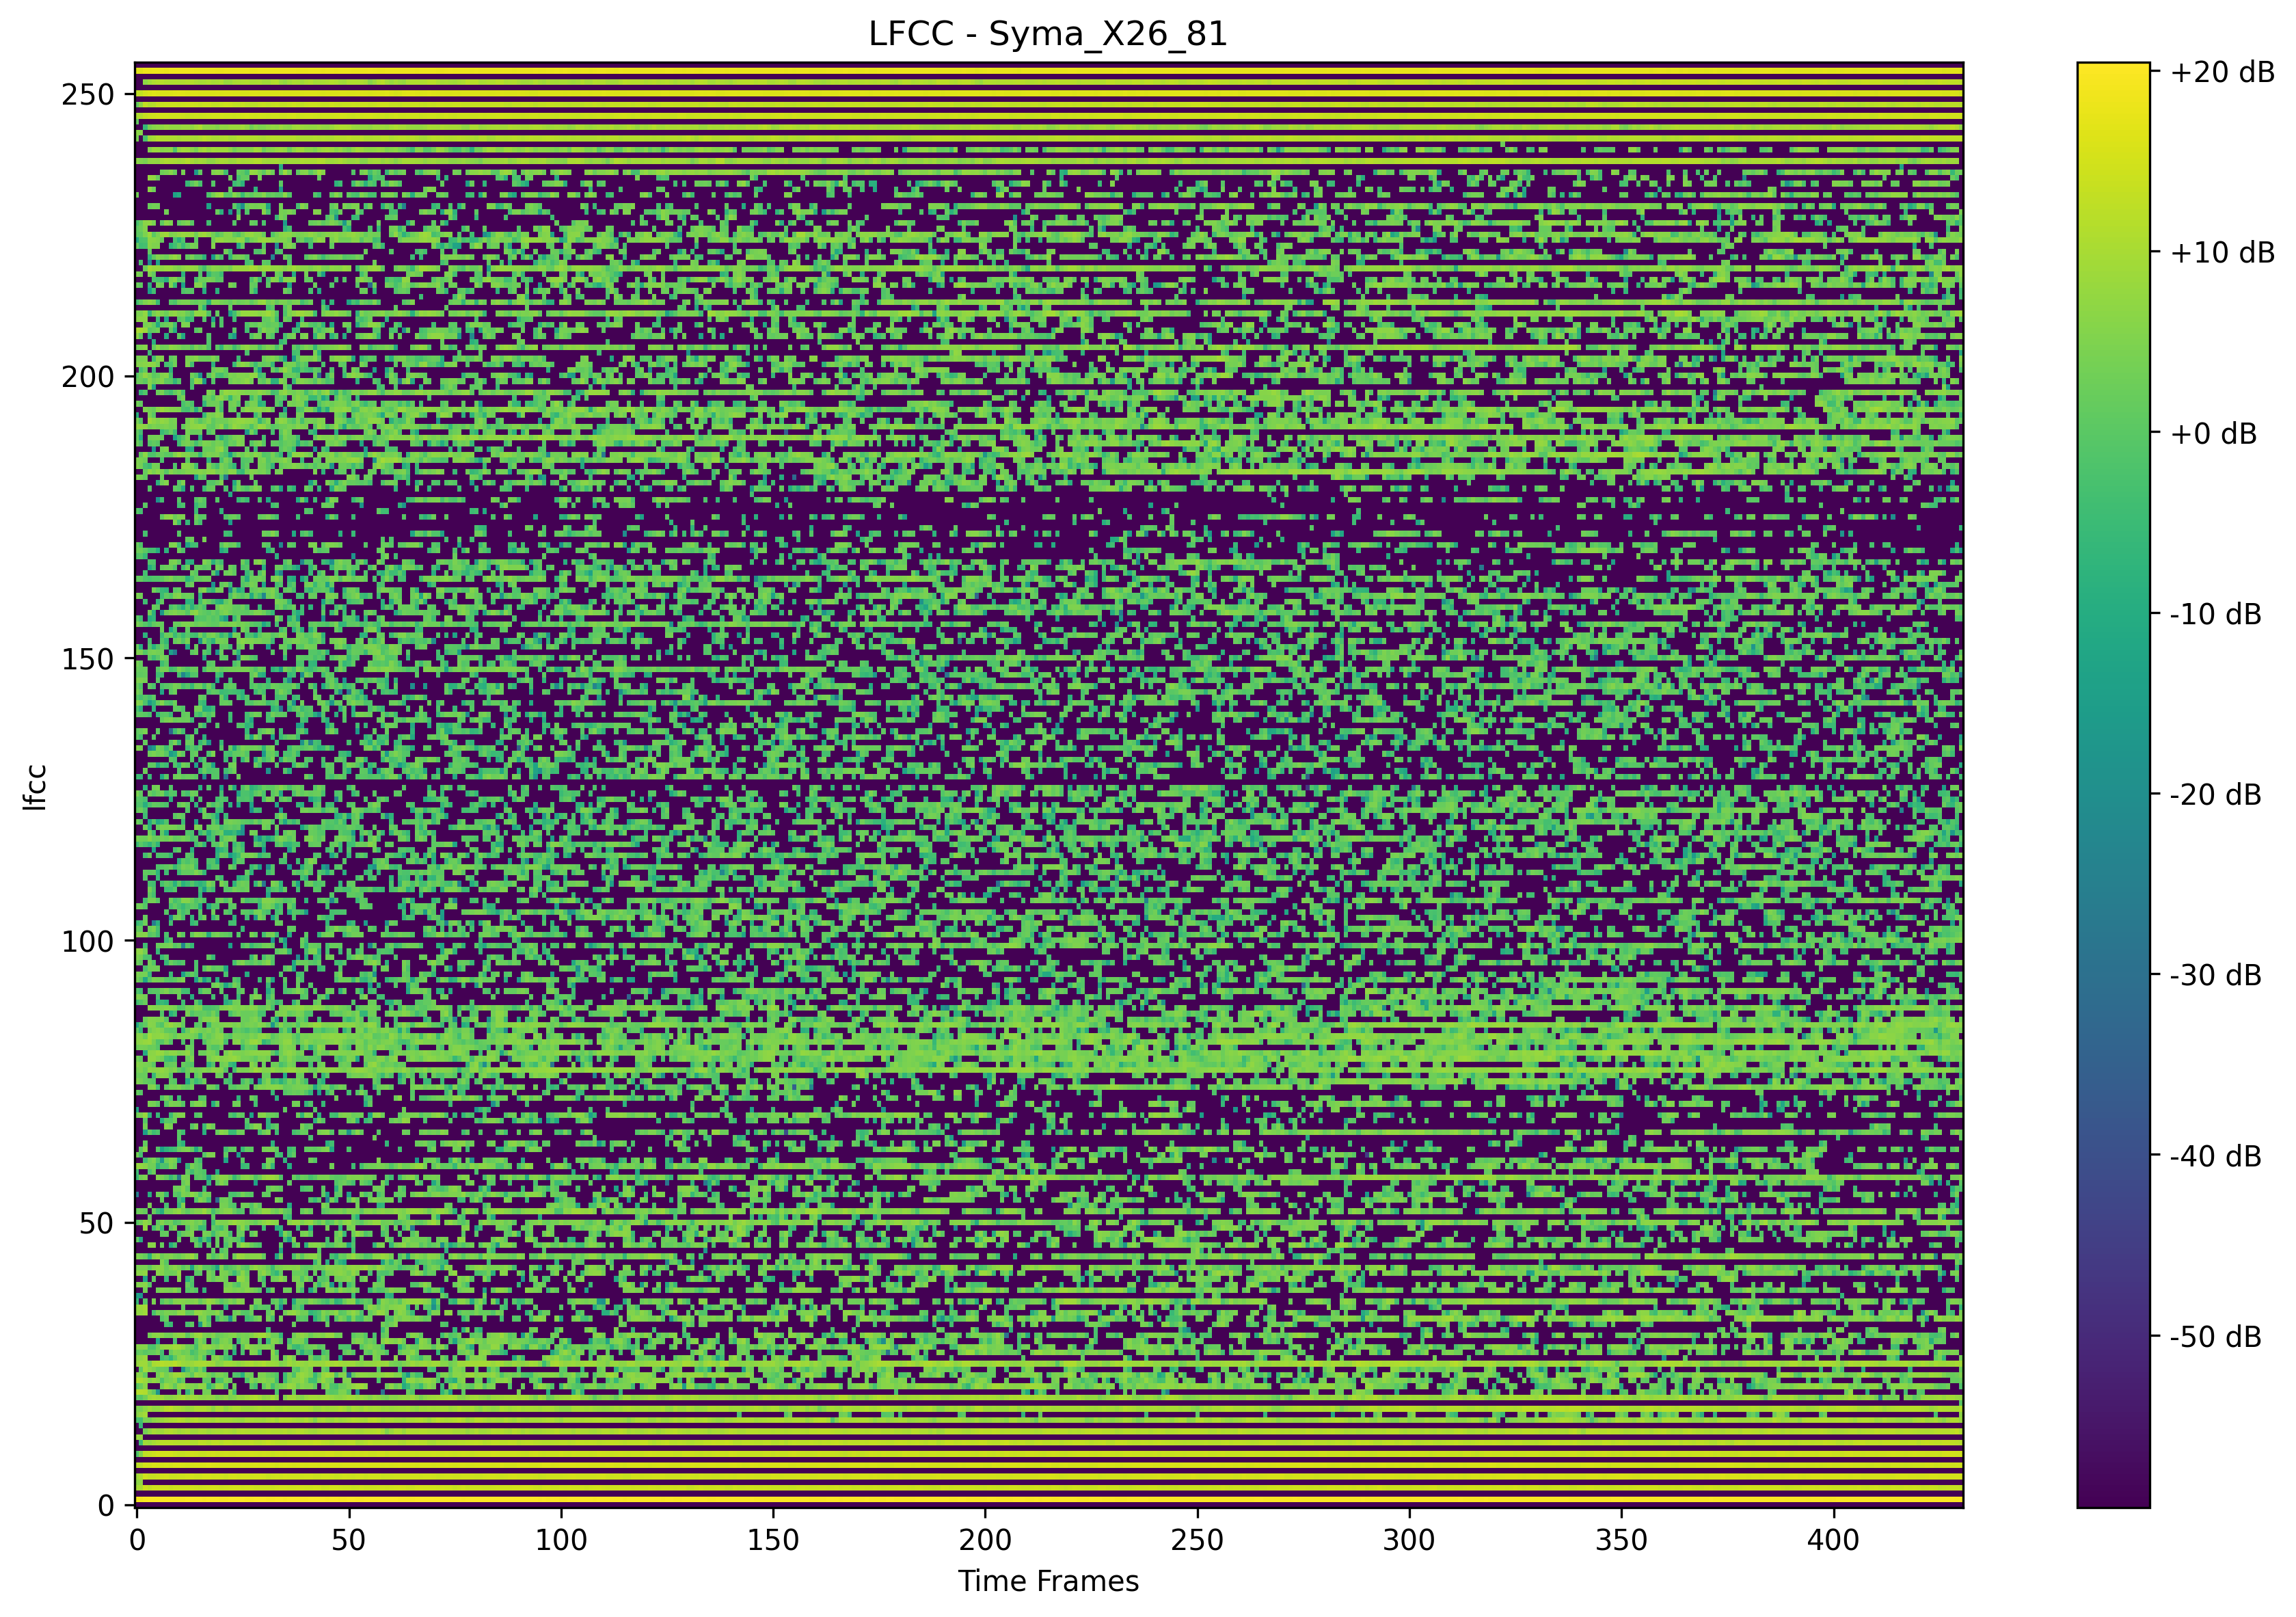 LFCC - Syma_X26_81
250
200
150
100
50
0
lfcc
0 50 100 150 200 250 300 350 400
Time Frames
+20 dB
+10 dB
+0 dB
-10 dB
-20 dB
-30 dB
-40 dB
-50 dB